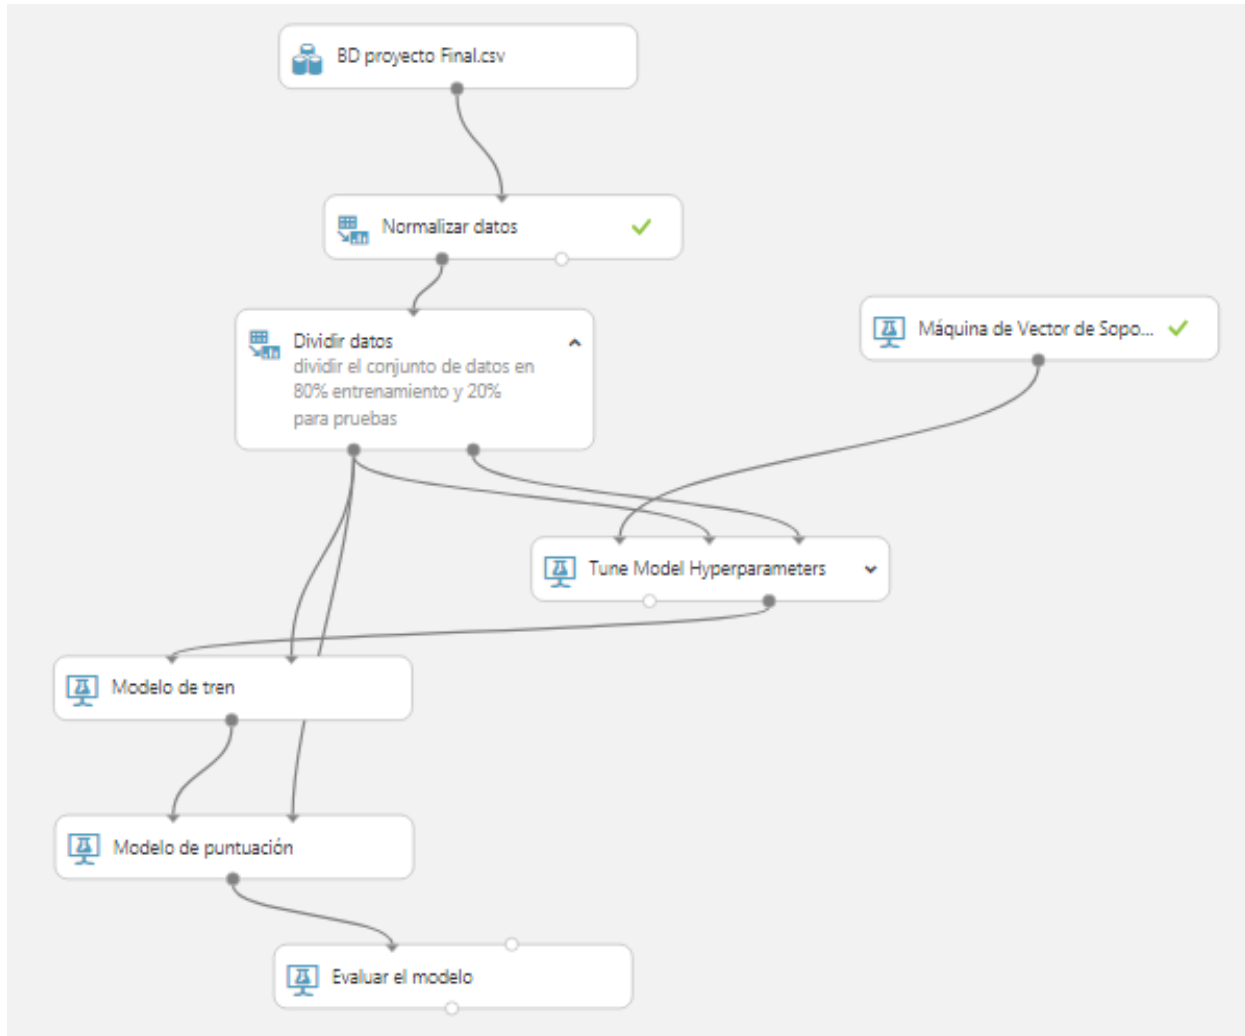 BD proyecto Final.csv
Normalizar datos
Dividir datos
dividir el conjunto de datos en
80% entrenamiento y 20%
para pruebas
Máquina de Vector de Sopo...
Tune Model Hyperparameters
Modelo de tren
Modelo de puntuación
Evaluar el modelo